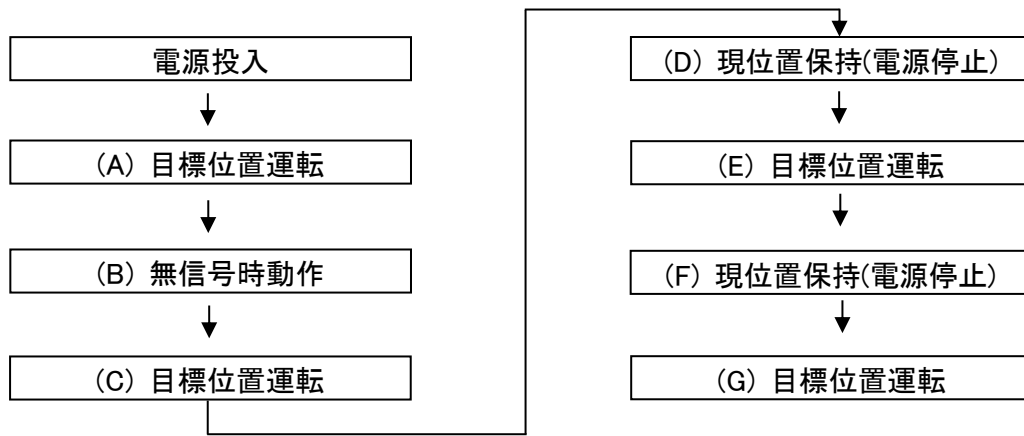 電源投入
(A) 目標位置運転
(B) 無信号時動作
(C) 目標位置運転
(D) 現位置保持(電源停止)
(E) 目標位置運転
(F) 現位置保持(電源停止)
(G) 目標位置運転